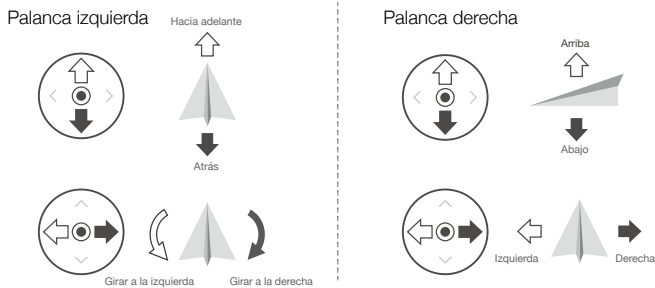 Palanca izquierda
Hacia adelante
Atrás
Girar a la izquierda
Girar a la derecha
Palanca derecha
Arriba
Abajo
Izquierda
Derecha